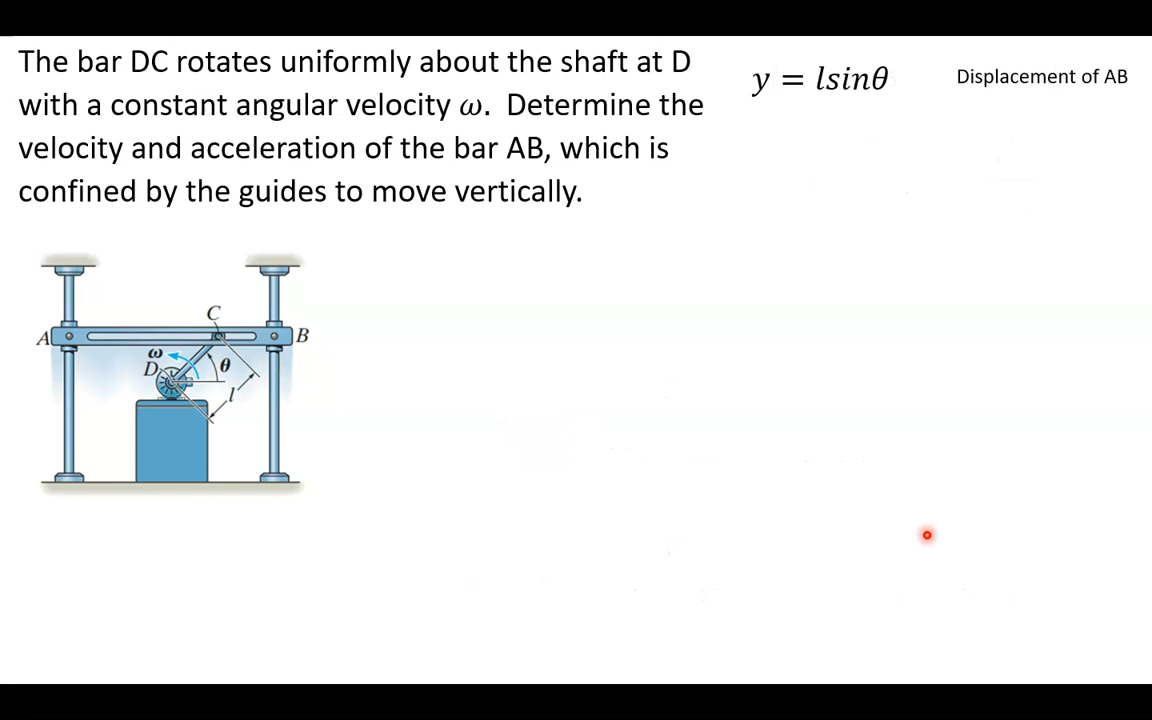 The bar DC rotates uniformly about the shaft at D
with a constant angular velocity ω. Determine the
velocity and acceleration of the bar AB, which is
confined by the guides to move vertically.
y = lsinθ
Displacement of AB
C
A
B
ω
D
θ
l